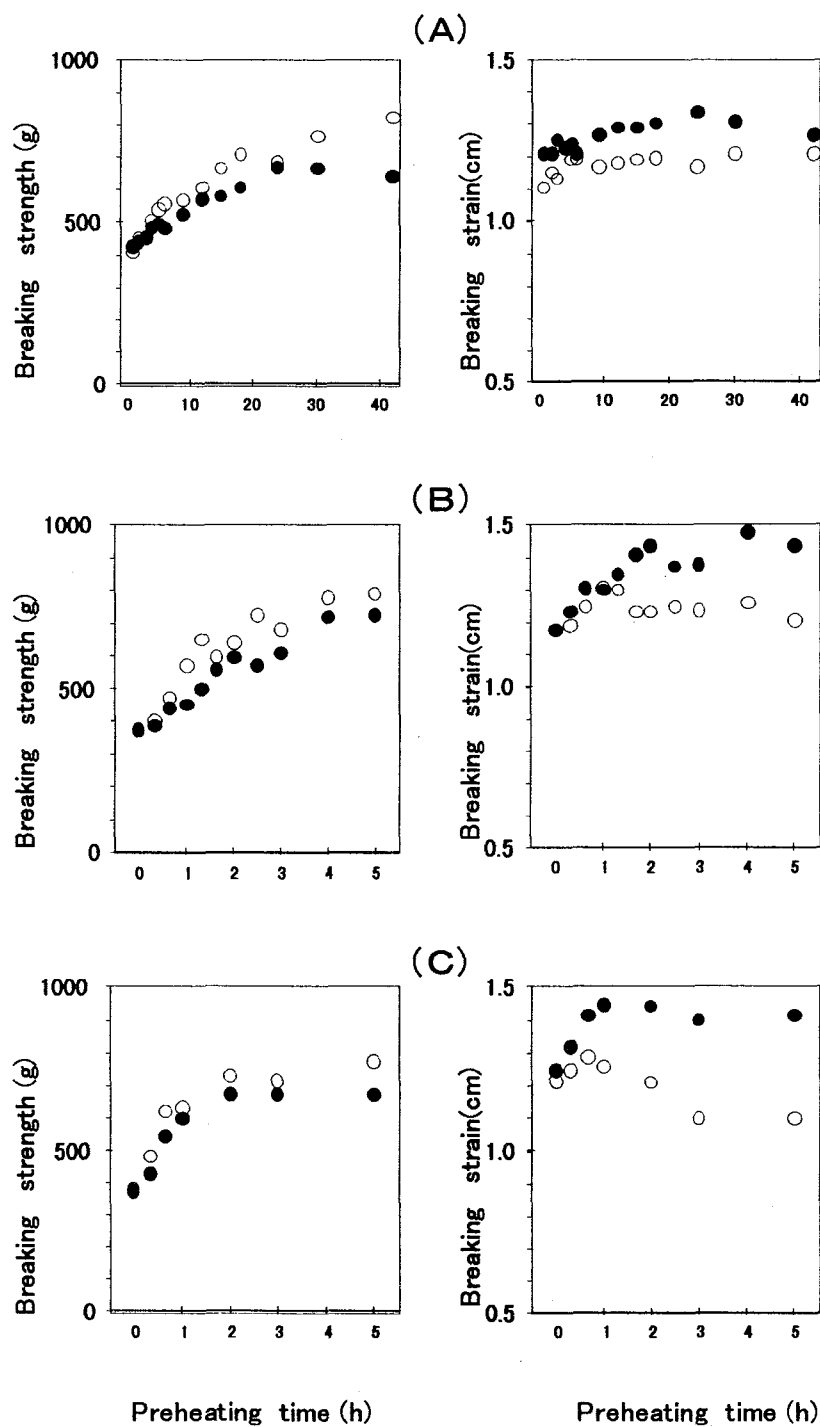 (A)
1000
500
0
Breaking strength (g)
0 10 20 30 40
1.5
1.0
0.5
Breaking strain(cm)
0 10 20 30 40
(B)
1000
500
0
Breaking strength (g)
0 1 2 3 4 5
1.5
1.0
0.5
Breaking strain(cm)
0 1 2 3 4 5
(C)
1000
500
0
Breaking strength (g)
0 1 2 3 4 5
1.5
1.0
0.5
Breaking strain(cm)
0 1 2 3 4 5
Preheating time (h)
Preheating time (h)